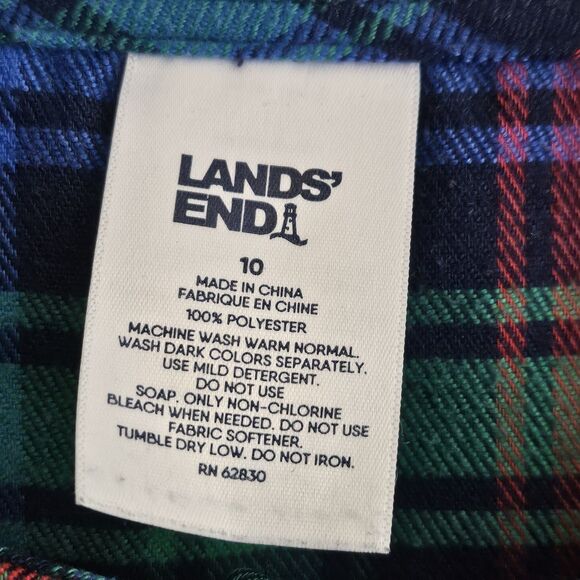 LANDS'
END
10
MADE IN CHINA
FABRIQUE EN CHINE
100% POLYESTER
MACHINE WASH WARM NORMAL.
WASH DARK COLORS SEPARATELY.
USE MILD DETERGENT.
DO NOT USE
SOAP. ONLY NON-CHLORINE
BLEACH WHEN NEEDED. DO NOT USE
FABRIC SOFTENER.
TUMBLE DRY LOW. DO NOT IRON.
RN 62830